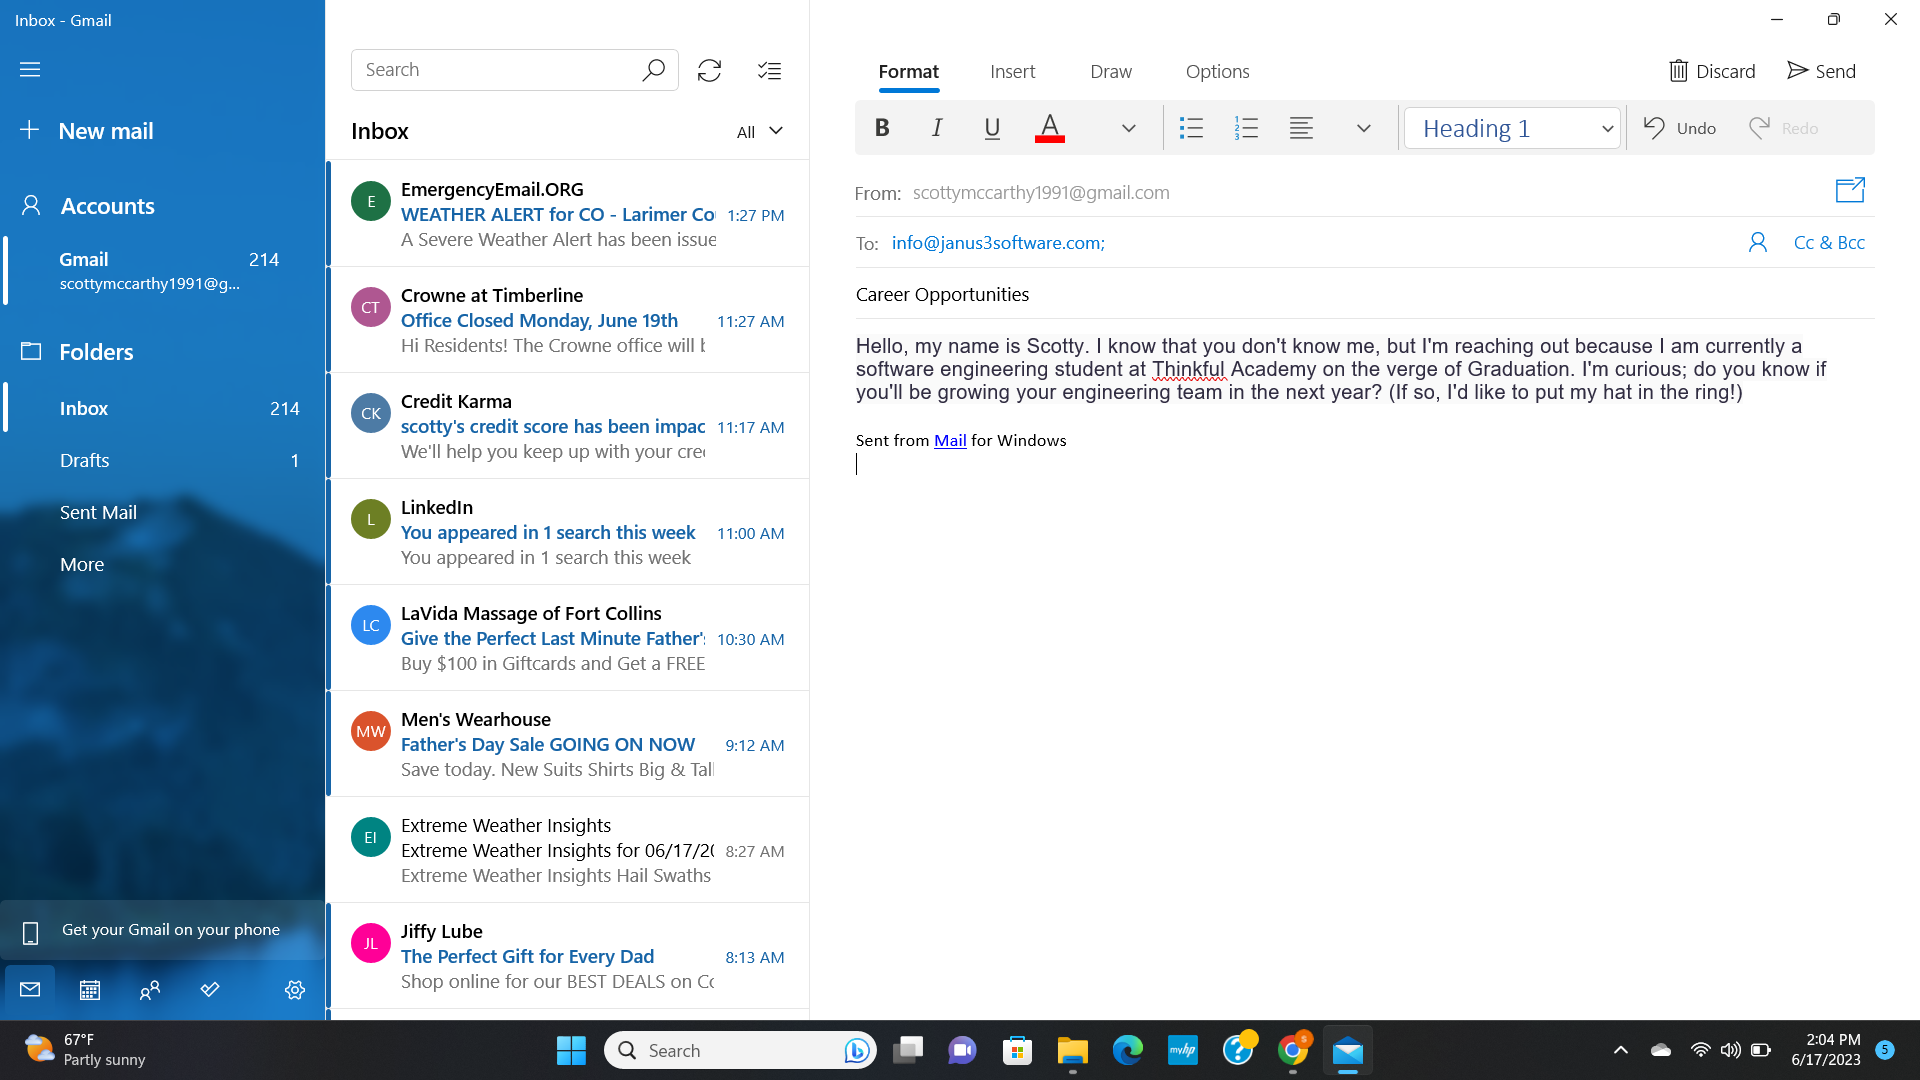 Inbox - Gmail
New mail
Accounts
Gmail 214
scottymccarthy1991@g...
Folders
Inbox 214
Drafts 1
Sent Mail
More
Get your Gmail on your phone
Search
Inbox All
E
EmergencyEmail.ORG
WEATHER ALERT for CO - Larimer Co 1:27 PM
A Severe Weather Alert has been issue
CT
Crowne at Timberline
Office Closed Monday, June 19th 11:27 AM
Hi Residents! The Crowne office will
CK
Credit Karma
scotty's credit score has been impac 11:17 AM
We'll help you keep up with your cre
L
LinkedIn
You appeared in 1 search this week 11:00 AM
You appeared in 1 search this week
LC
LaVida Massage of Fort Collins
Give the Perfect Last Minute Father' 10:30 AM
Buy $100 in Giftcards and Get a FREE
MW
Men's Wearhouse
Father's Day Sale GOING ON NOW 9:12 AM
Save today. New Suits Shirts Big & Tall
EI
Extreme Weather Insights
Extreme Weather Insights for 06/17/20 8:27 AM
Extreme Weather Insights Hail Swaths
JL
Jiffy Lube
The Perfect Gift for Every Dad 8:13 AM
Shop online for our BEST DEALS on Co
Format Insert Draw Options Discard Send
B I U A 1 2 3 Heading 1 Undo Redo
From: scottymccarthy1991@gmail.com
To: info@janus3software.com; Cc & Bcc
Career Opportunities
Hello, my name is Scotty. I know that you don't know me, but I'm reaching out because I am currently a
software engineering student at Thinkful Academy on the verge of Graduation. I'm curious; do you know if
you'll be growing your engineering team in the next year? (If so, I'd like to put my hat in the ring!)
Sent from Mail for Windows
67°F
Partly sunny
Search
b
myhp
?
S
2:04 PM
6/17/2023
5